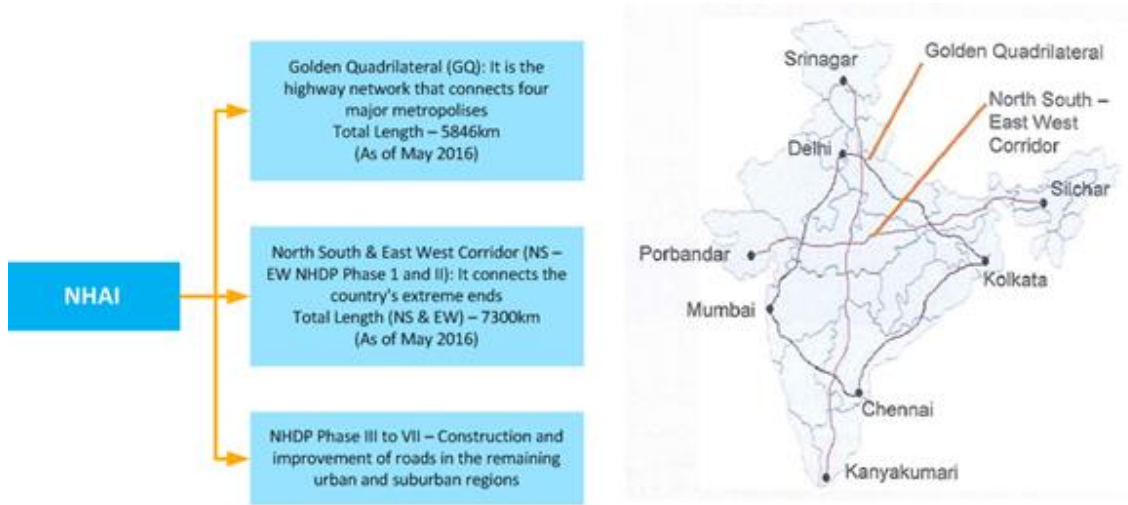 NHAI
Golden Quadrilateral (GQ): It is the
highway network that connects four
major metropolises
Total Length – 5846km
(As of May 2016)
North South & East West Corridor (NS –
EW NHDP Phase 1 and II): It connects the
country's extreme ends
Total Length (NS & EW) – 7300km
(As of May 2016)
NHDP Phase III to VII – Construction and
improvement of roads in the remaining
urban and suburban regions
Srinagar
Golden Quadrilateral
North South –
East West
Corridor
Delhi
Silchar
Porbandar
Kolkata
Mumbai
Chennai
Kanyakumari